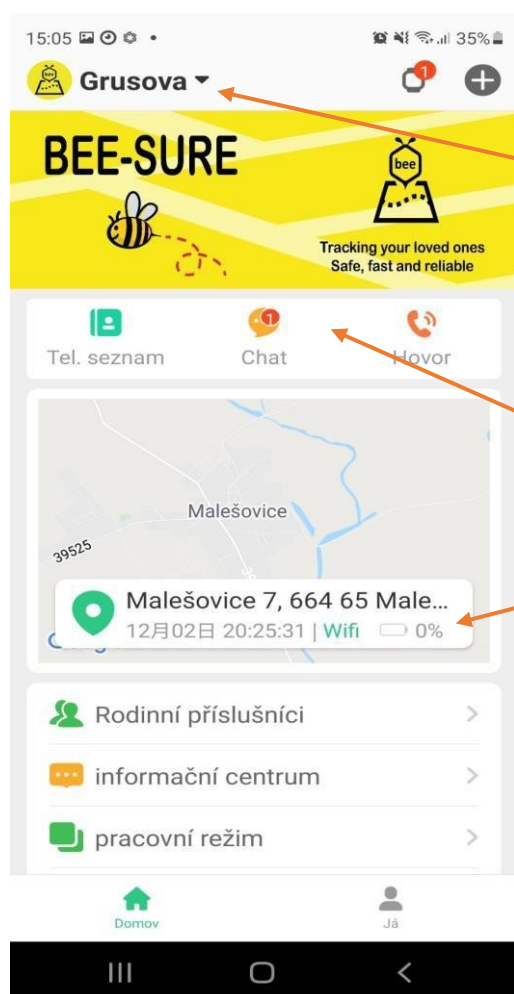 15:05 35%
Grusova 1
BEE-SURE
bee
Tracking your loved ones
Safe, fast and reliable
1
Tel. seznam Chat Hovor
Malešovice
39525
Malešovice 7, 664 65 Male...
12月02日 20:25:31 | Wifi 0%
Rodinní příslušníci
informační centrum
pracovní režim
Domov Já